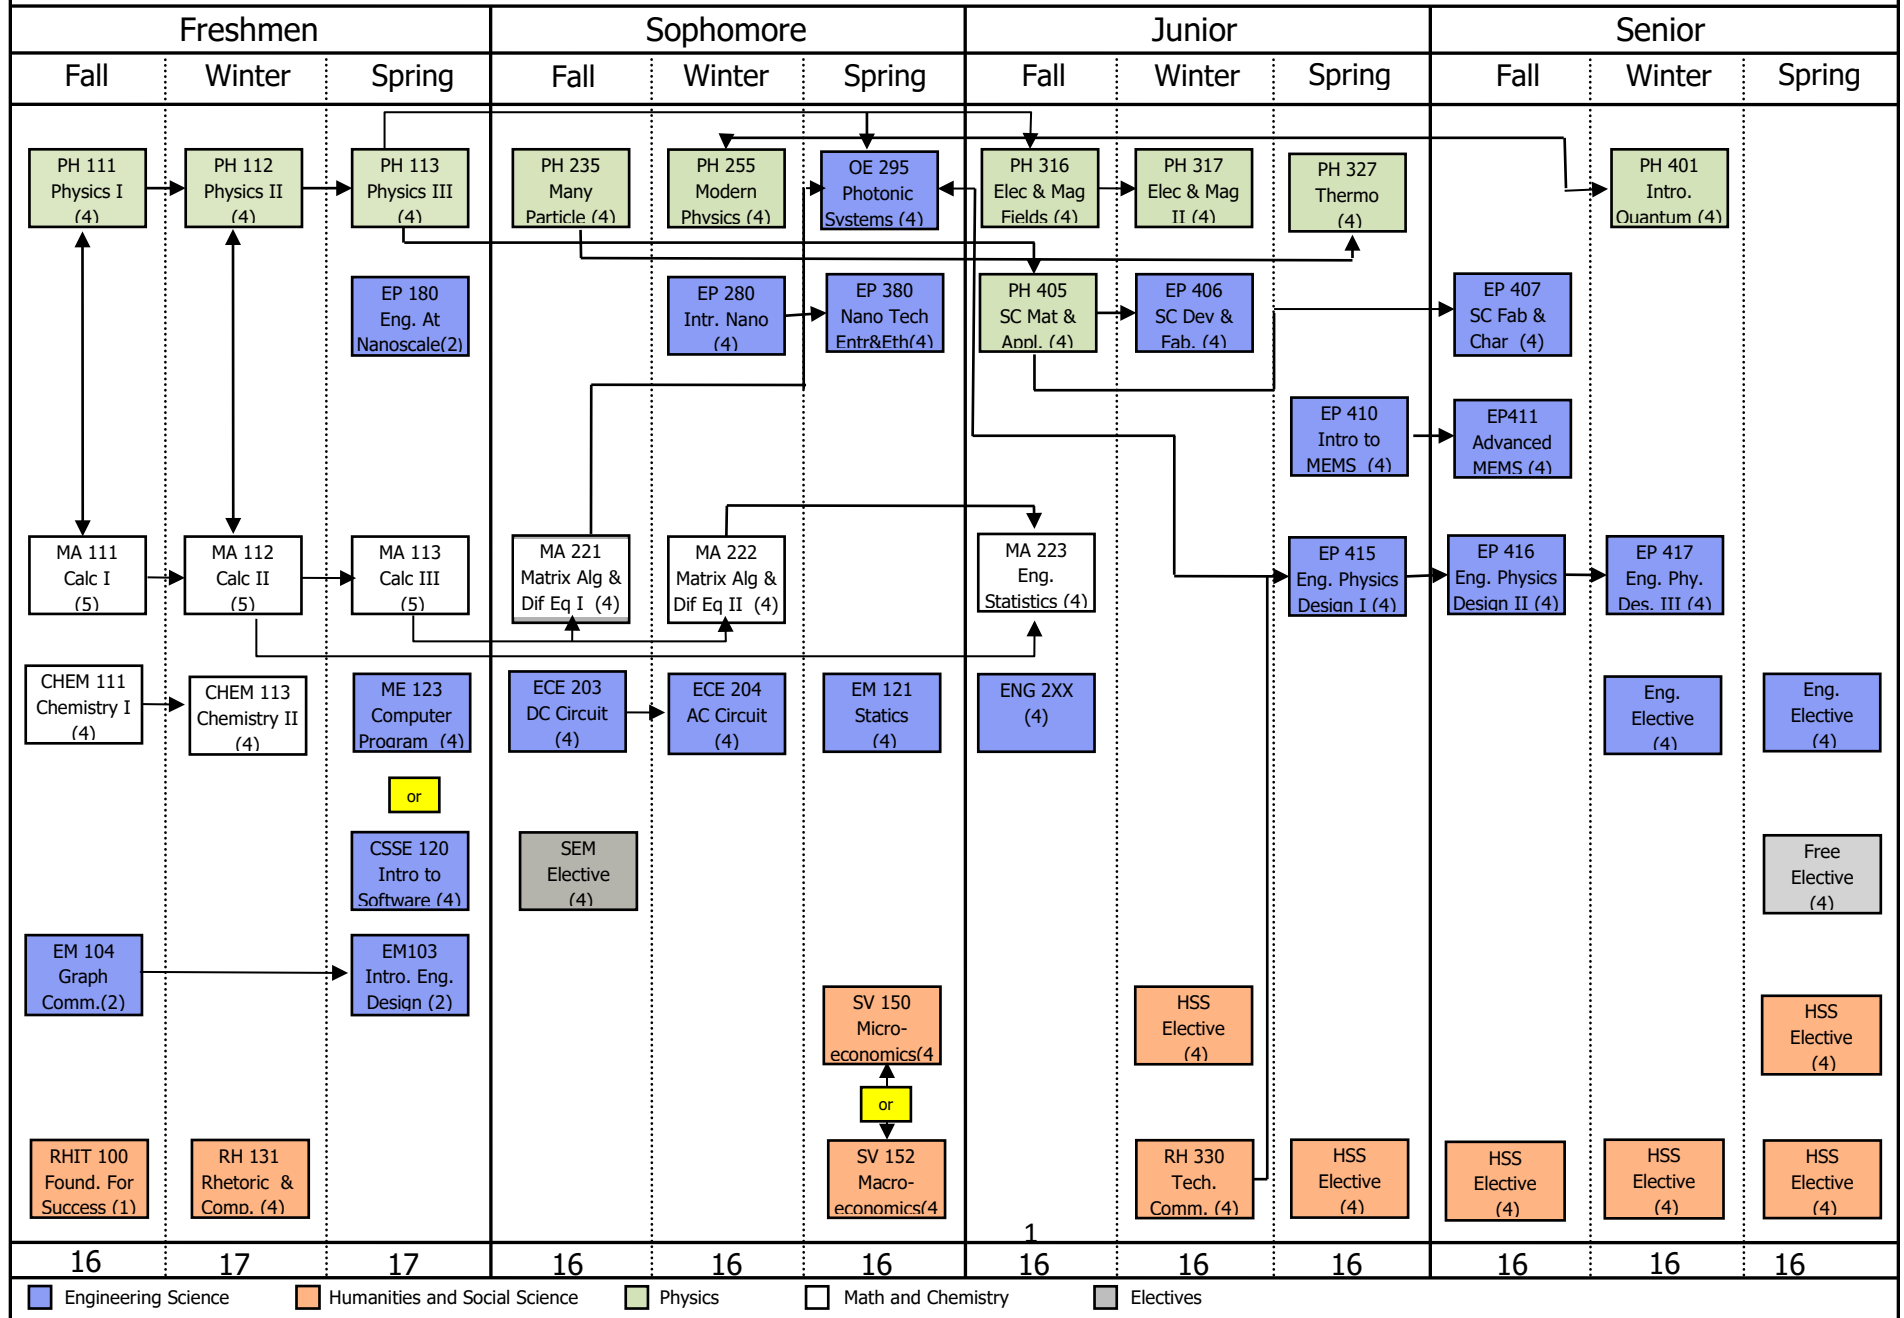 Freshmen
Sophomore
Junior
Senior
Fall
Winter
Spring
Fall
Winter
Spring
Fall
Winter
Spring
Fall
Winter
Spring
PH 111
Physics I
(4)
PH 112
Physics II
(4)
PH 113
Physics III
(4)
PH 235
Many
Particle (4)
PH 255
Modern
Physics (4)
OE 295
Photonic
Systems (4)
PH 316
Elec & Mag
Fields (4)
PH 317
Elec & Mag
II (4)
PH 327
Thermo
(4)
PH 401
Intro.
Quantum (4)
EP 180
Eng. At
Nanoscale(2)
EP 280
Intr. Nano
(4)
EP 380
Nano Tech
Entr&Eth(4)
PH 405
SC Mat &
Appl. (4)
EP 406
SC Dev &
Fab. (4)
EP 407
SC Fab &
Char (4)
EP 410
Intro to
MEMS (4)
EP411
Advanced
MEMS (4)
MA 111
Calc I
(5)
MA 112
Calc II
(5)
MA 113
Calc III
(5)
MA 221
Matrix Alg &
Dif Eq I (4)
MA 222
Matrix Alg &
Dif Eq II (4)
MA 223
Eng.
Statistics (4)
EP 415
Eng. Physics
Design I (4)
EP 416
Eng. Physics
Design II (4)
EP 417
Eng. Phy.
Des. III (4)
CHEM 111
Chemistry I
(4)
CHEM 113
Chemistry II
(4)
ME 123
Computer
Program (4)
ECE 203
DC Circuit
(4)
ECE 204
AC Circuit
(4)
EM 121
Statics
(4)
ENG 2XX
(4)
Eng.
Elective
(4)
Eng.
Elective
(4)
or
CSSE 120
Intro to
Software (4)
SEM
Elective
(4)
Free
Elective
(4)
EM 104
Graph
Comm.(2)
EM103
Intro. Eng.
Design (2)
SV 150
Micro-
economics(4
HSS
Elective
(4)
HSS
Elective
(4)
or
RHIT 100
Found. For
Success (1)
RH 131
Rhetoric &
Comp. (4)
SV 152
Macro-
economics(4
RH 330
Tech.
Comm. (4)
HSS
Elective
(4)
HSS
Elective
(4)
HSS
Elective
(4)
HSS
Elective
(4)
1
16
17
17
16
16
16
16
16
16
16
16
16
Engineering Science
Humanities and Social Science
Physics
Math and Chemistry
Electives